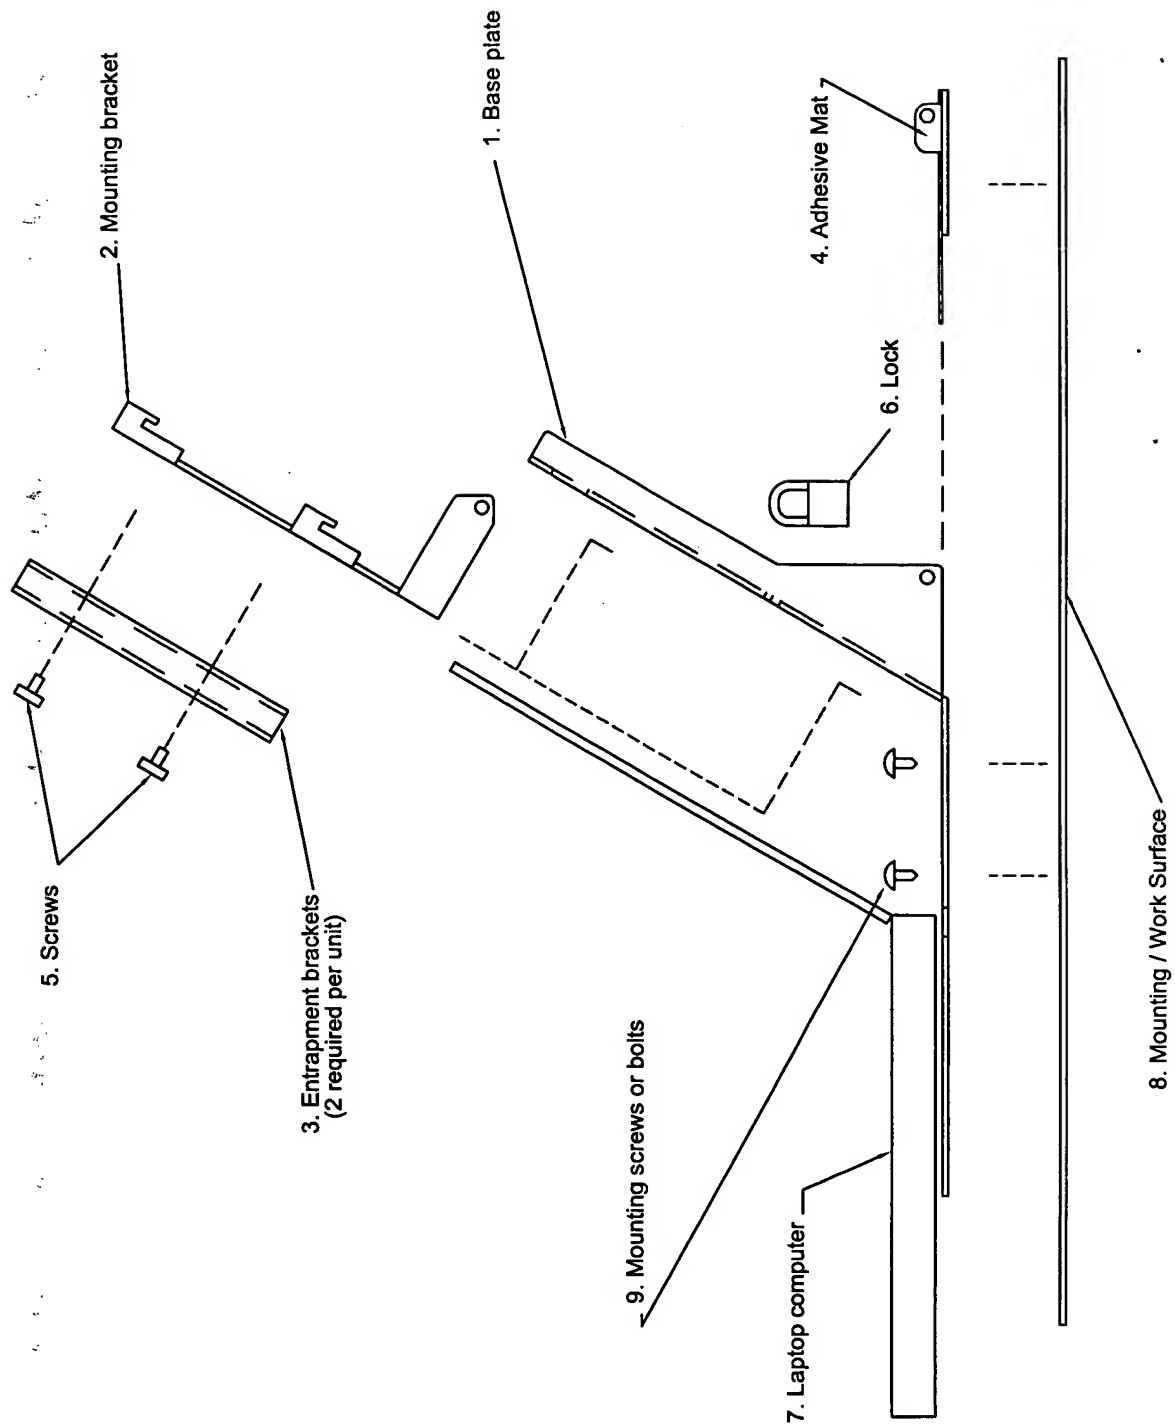 2. Mounting bracket
1. Base plate
5. Screws
3. Entrapment brackets
(2 required per unit)
4. Adhesive Mat
6. Lock
9. Mounting screws or bolts
7. Laptop computer
8. Mounting / Work Surface